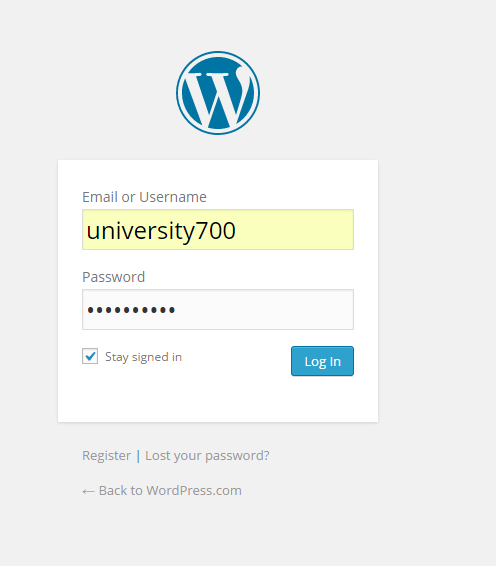 Email or Username
university700
Password
••••••••••
Stay signed in
Log In
Register | Lost your password?
← Back to WordPress.com